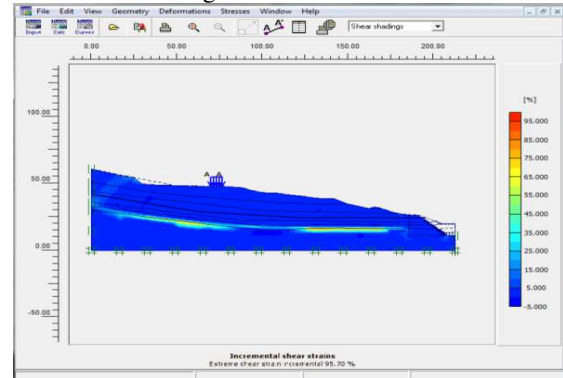 File Edit View Geometry Deformations Stresses Window Help
Input Calc Curves Shear shadings
0.00 50.00 100.00 150.00 200.00
[%]
100.00
95.000
85.000
75.000
65.000
50.00
A A
55.000
45.000
35.000
25.000
0.00
15.000
5.000
-5.000
-50.00
Incremental shear strains
Extreme shear strain incremental 95.70 %